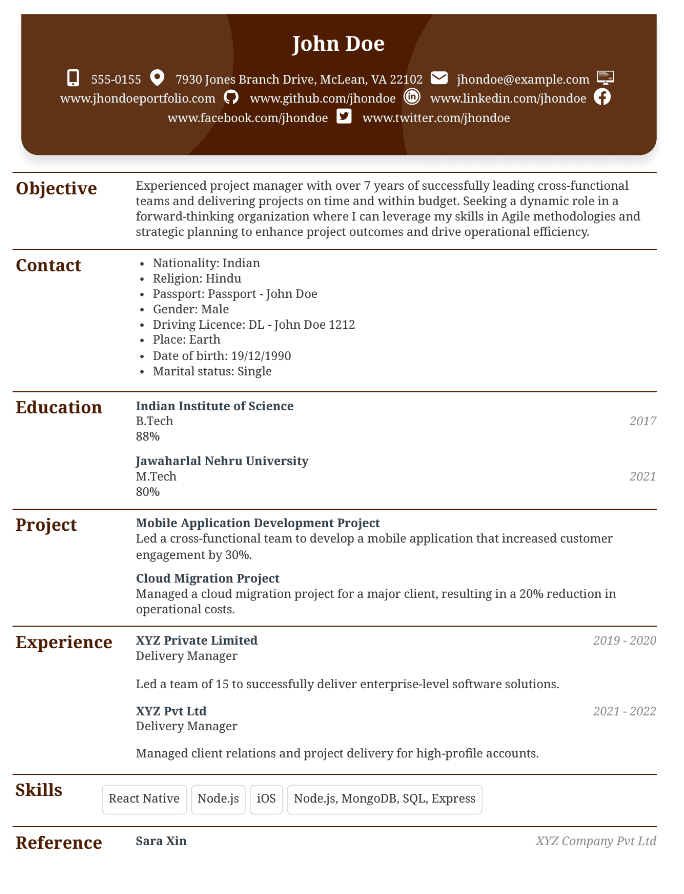 John Doe
555-0155 7930 Jones Branch Drive, McLean, VA 22102 jhondoe@example.com
www.jhondoeportfolio.com www.github.com/jhondoe www.linkedin.com/jhondoe
www.facebook.com/jhondoe www.twitter.com/jhondoe
Objective
Experienced project manager with over 7 years of successfully leading cross-functional
teams and delivering projects on time and within budget. Seeking a dynamic role in a
forward-thinking organization where I can leverage my skills in Agile methodologies and
strategic planning to enhance project outcomes and drive operational efficiency.
Contact
• Nationality: Indian
• Religion: Hindu
• Passport: Passport - John Doe
• Gender: Male
• Driving Licence: DL - John Doe 1212
• Place: Earth
• Date of birth: 19/12/1990
• Marital status: Single
Education
Indian Institute of Science
B.Tech 2017
88%
Jawaharlal Nehru University
M.Tech 2021
80%
Project
Mobile Application Development Project
Led a cross-functional team to develop a mobile application that increased customer
engagement by 30%.
Cloud Migration Project
Managed a cloud migration project for a major client, resulting in a 20% reduction in
operational costs.
Experience
XYZ Private Limited 2019 - 2020
Delivery Manager
Led a team of 15 to successfully deliver enterprise-level software solutions.
XYZ Pvt Ltd 2021 - 2022
Delivery Manager
Managed client relations and project delivery for high-profile accounts.
Skills
React Native Node.js iOS Node.js, MongoDB, SQL, Express
Reference
Sara Xin XYZ Company Pvt Ltd